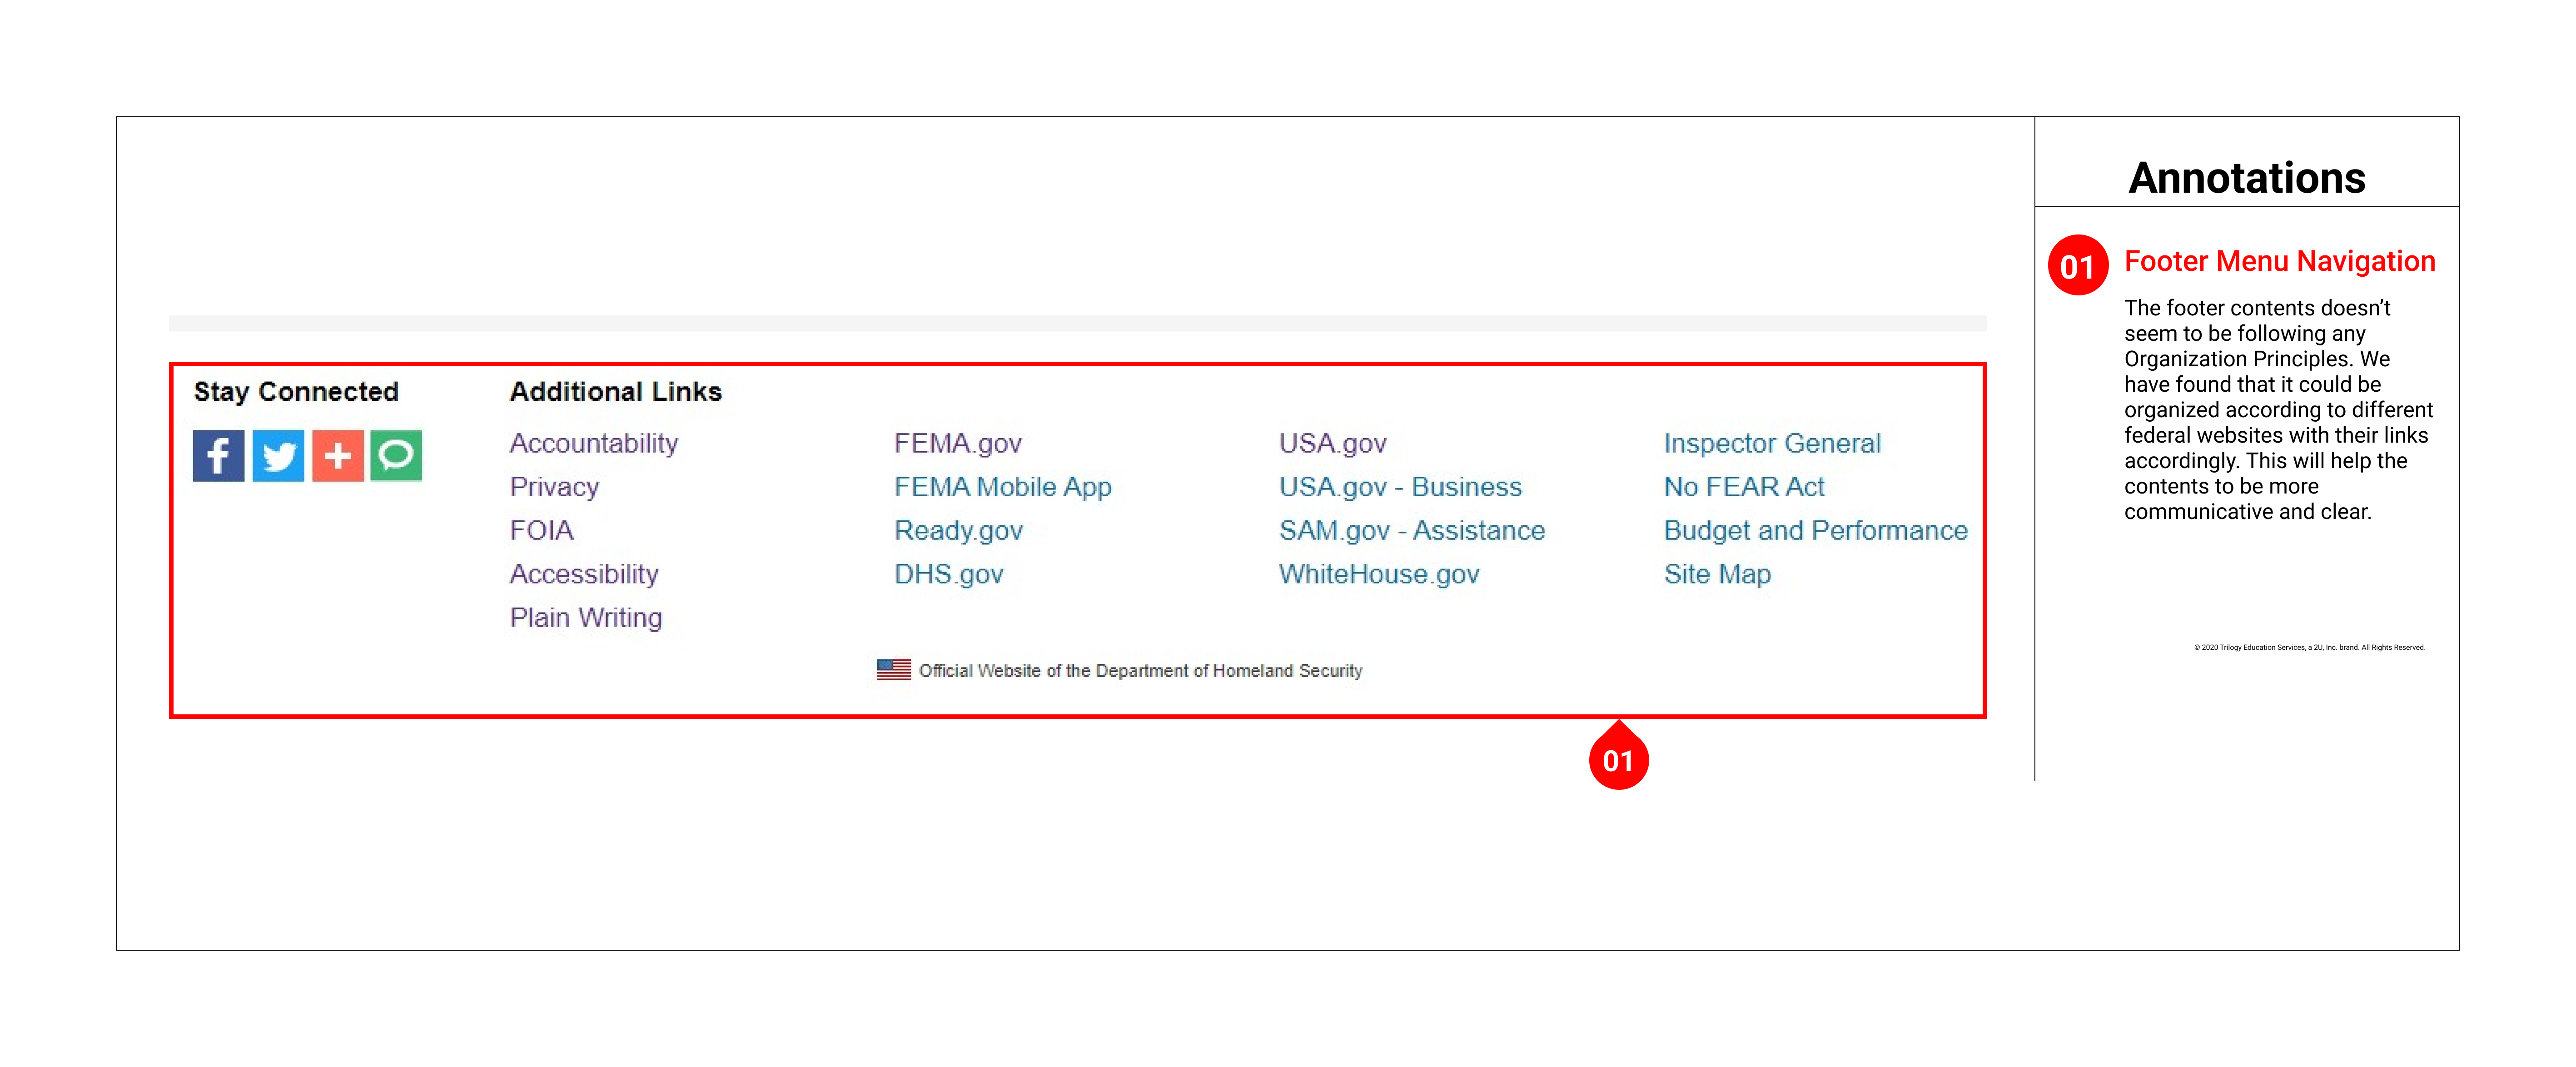 Annotations
01
Footer Menu Navigation
The footer contents doesn’t
seem to be following any
Organization Principles. We
have found that it could be
organized according to different
federal websites with their links
accordingly. This will help the
contents to be more
communicative and clear.
© 2020 Trilogy Education Services, a 2U, Inc. brand. All Rights Reserved.
Stay Connected
Additional Links
Accountability
Privacy
FOIA
Accessibility
Plain Writing
FEMA.gov
FEMA Mobile App
Ready.gov
DHS.gov
USA.gov
USA.gov - Business
SAM.gov - Assistance
WhiteHouse.gov
Inspector General
No FEAR Act
Budget and Performance
Site Map
Official Website of the Department of Homeland Security
01